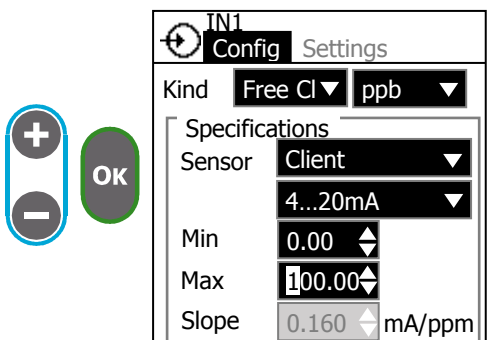 IN1
Config Settings
Kind Free Cl ppb
Specifications
Sensor Client
4...20mA
Min 0.00
Max 100.00
Slope 0.160 mA/ppm
OK